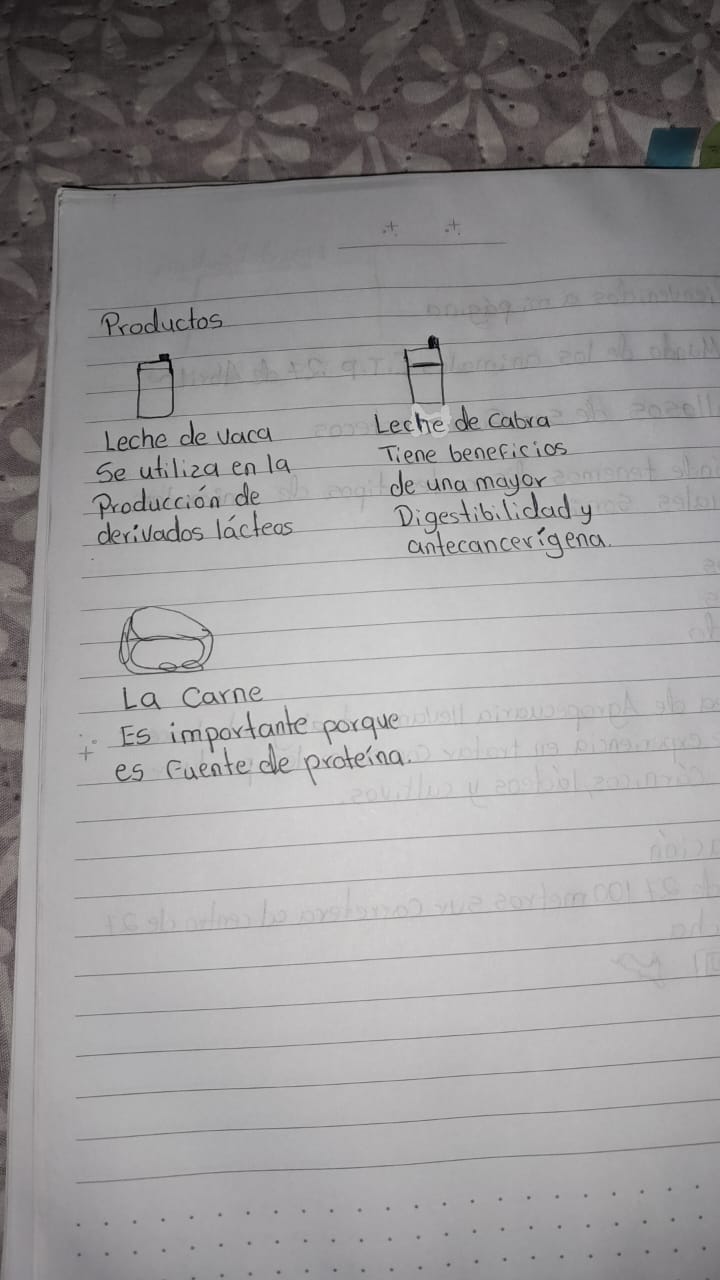 Productos
Leche de vaca
Se utiliza en la
Producción de
derivados lácteos
Leche de Cabra
Tiene beneficios
de una mayor
Digestibilidad y
antecancerígena.
La Carne
Es importante porque
es Fuente de proteína.